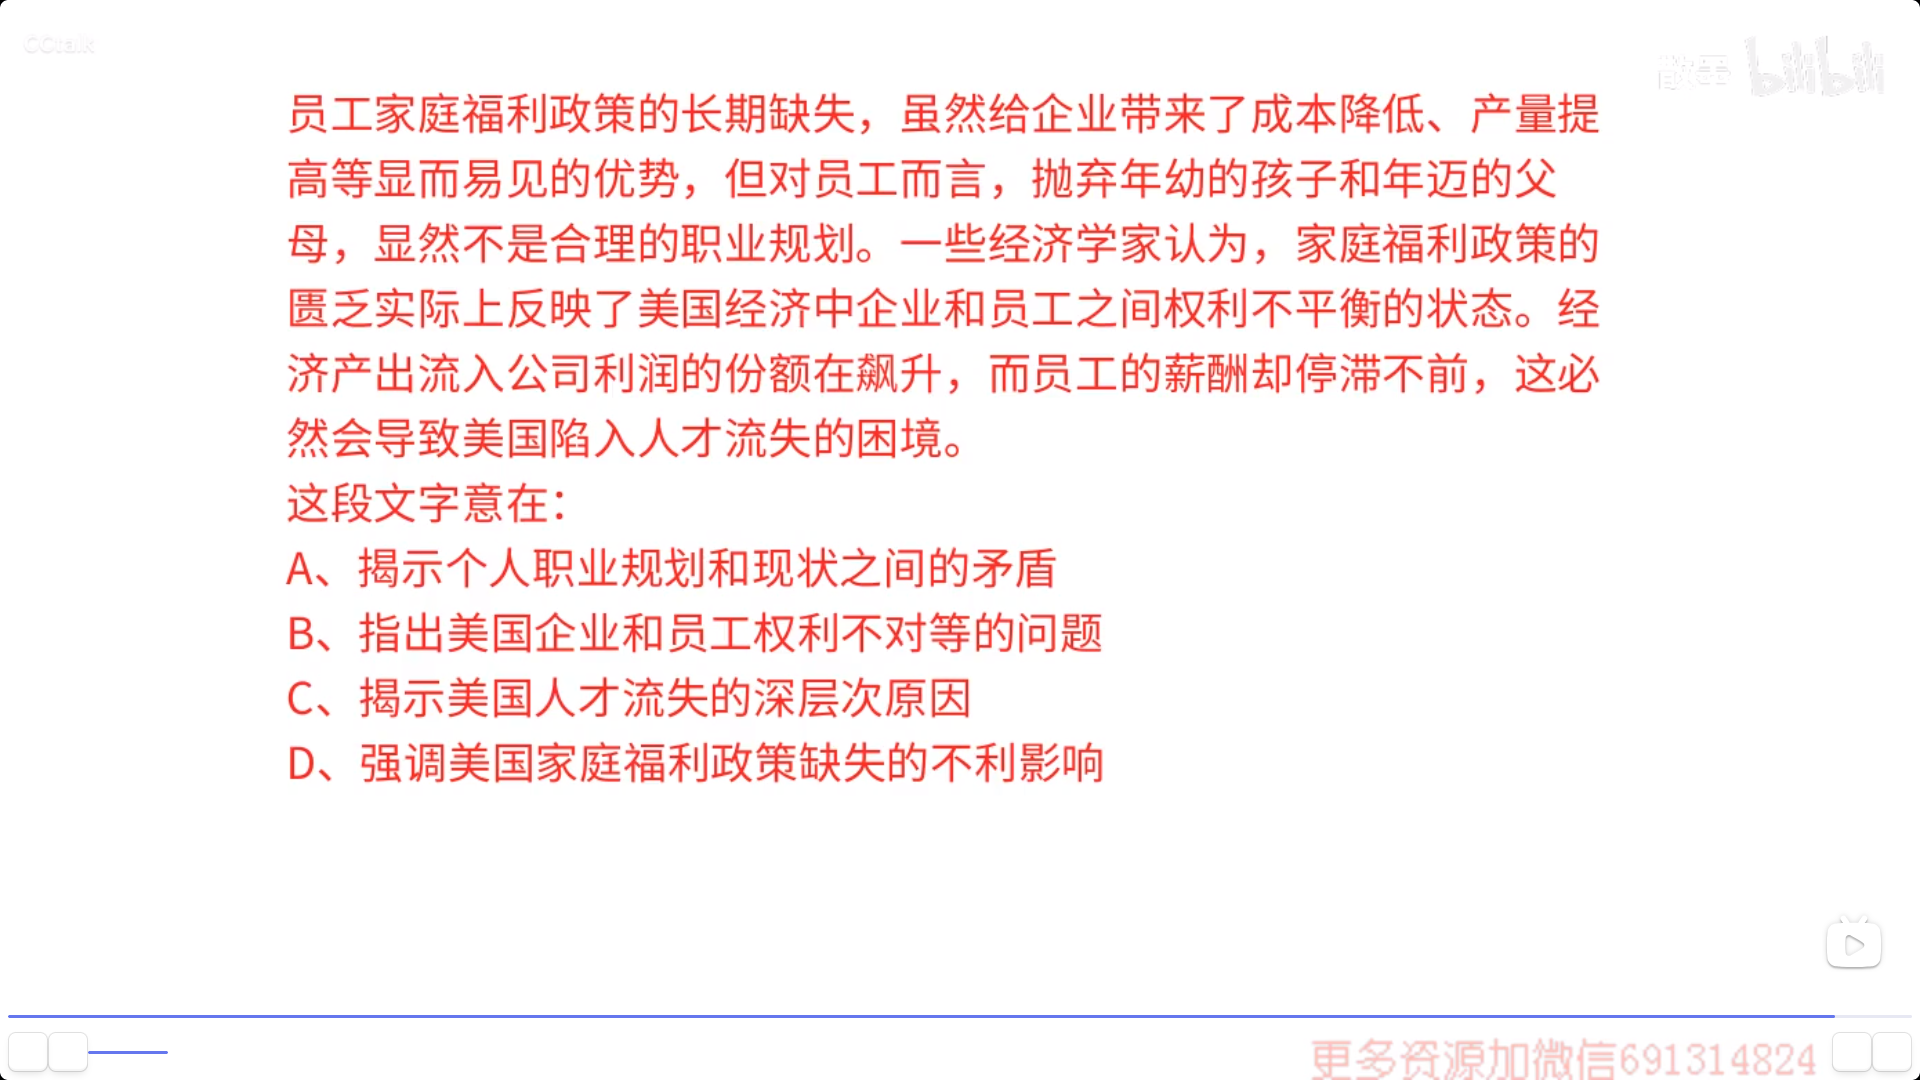 CCtalk
bilibili
员工家庭福利政策的长期缺失，虽然给企业带来了成本降低、产量提
高等显而易见的优势，但对员工而言，抛弃年幼的孩子和年迈的父
母，显然不是合理的职业规划。一些经济学家认为，家庭福利政策的
匮乏实际上反映了美国经济中企业和员工之间权利不平衡的状态。经
济产出流入公司利润的份额在飙升，而员工的薪酬却停滞不前，这必
然会导致美国陷入人才流失的困境。
这段文字意在：
A、揭示个人职业规划和现状之间的矛盾
B、指出美国企业和员工权利不对等的问题
C、揭示美国人才流失的深层次原因
D、强调美国家庭福利政策缺失的不利影响
更多资源加微信691314824